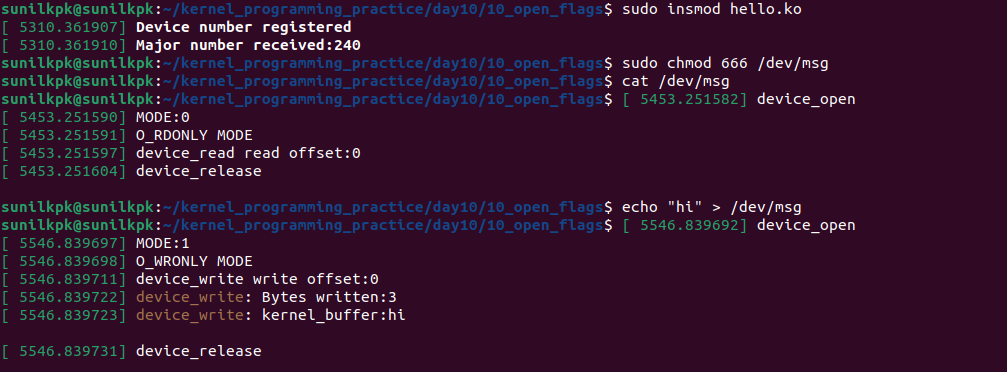 sunilkpk@sunilkpk:~/kernel_programming_practice/day10/10_open_flags$ sudo insmod hello.ko
[ 5310.361907] Device number registered
[ 5310.361910] Major number received:240
sunilkpk@sunilkpk:~/kernel_programming_practice/day10/10_open_flags$ sudo chmod 666 /dev/msg
sunilkpk@sunilkpk:~/kernel_programming_practice/day10/10_open_flags$ cat /dev/msg
sunilkpk@sunilkpk:~/kernel_programming_practice/day10/10_open_flags$ [ 5453.251582] device_open
[ 5453.251590] MODE:0
[ 5453.251591] O_RDONLY MODE
[ 5453.251597] device_read read offset:0
[ 5453.251604] device_release
sunilkpk@sunilkpk:~/kernel_programming_practice/day10/10_open_flags$ echo "hi" > /dev/msg
sunilkpk@sunilkpk:~/kernel_programming_practice/day10/10_open_flags$ [ 5546.839692] device_open
[ 5546.839697] MODE:1
[ 5546.839698] O_WRONLY MODE
[ 5546.839711] device_write write offset:0
[ 5546.839722] device_write: Bytes written:3
[ 5546.839723] device_write: kernel_buffer:hi
[ 5546.839731] device_release